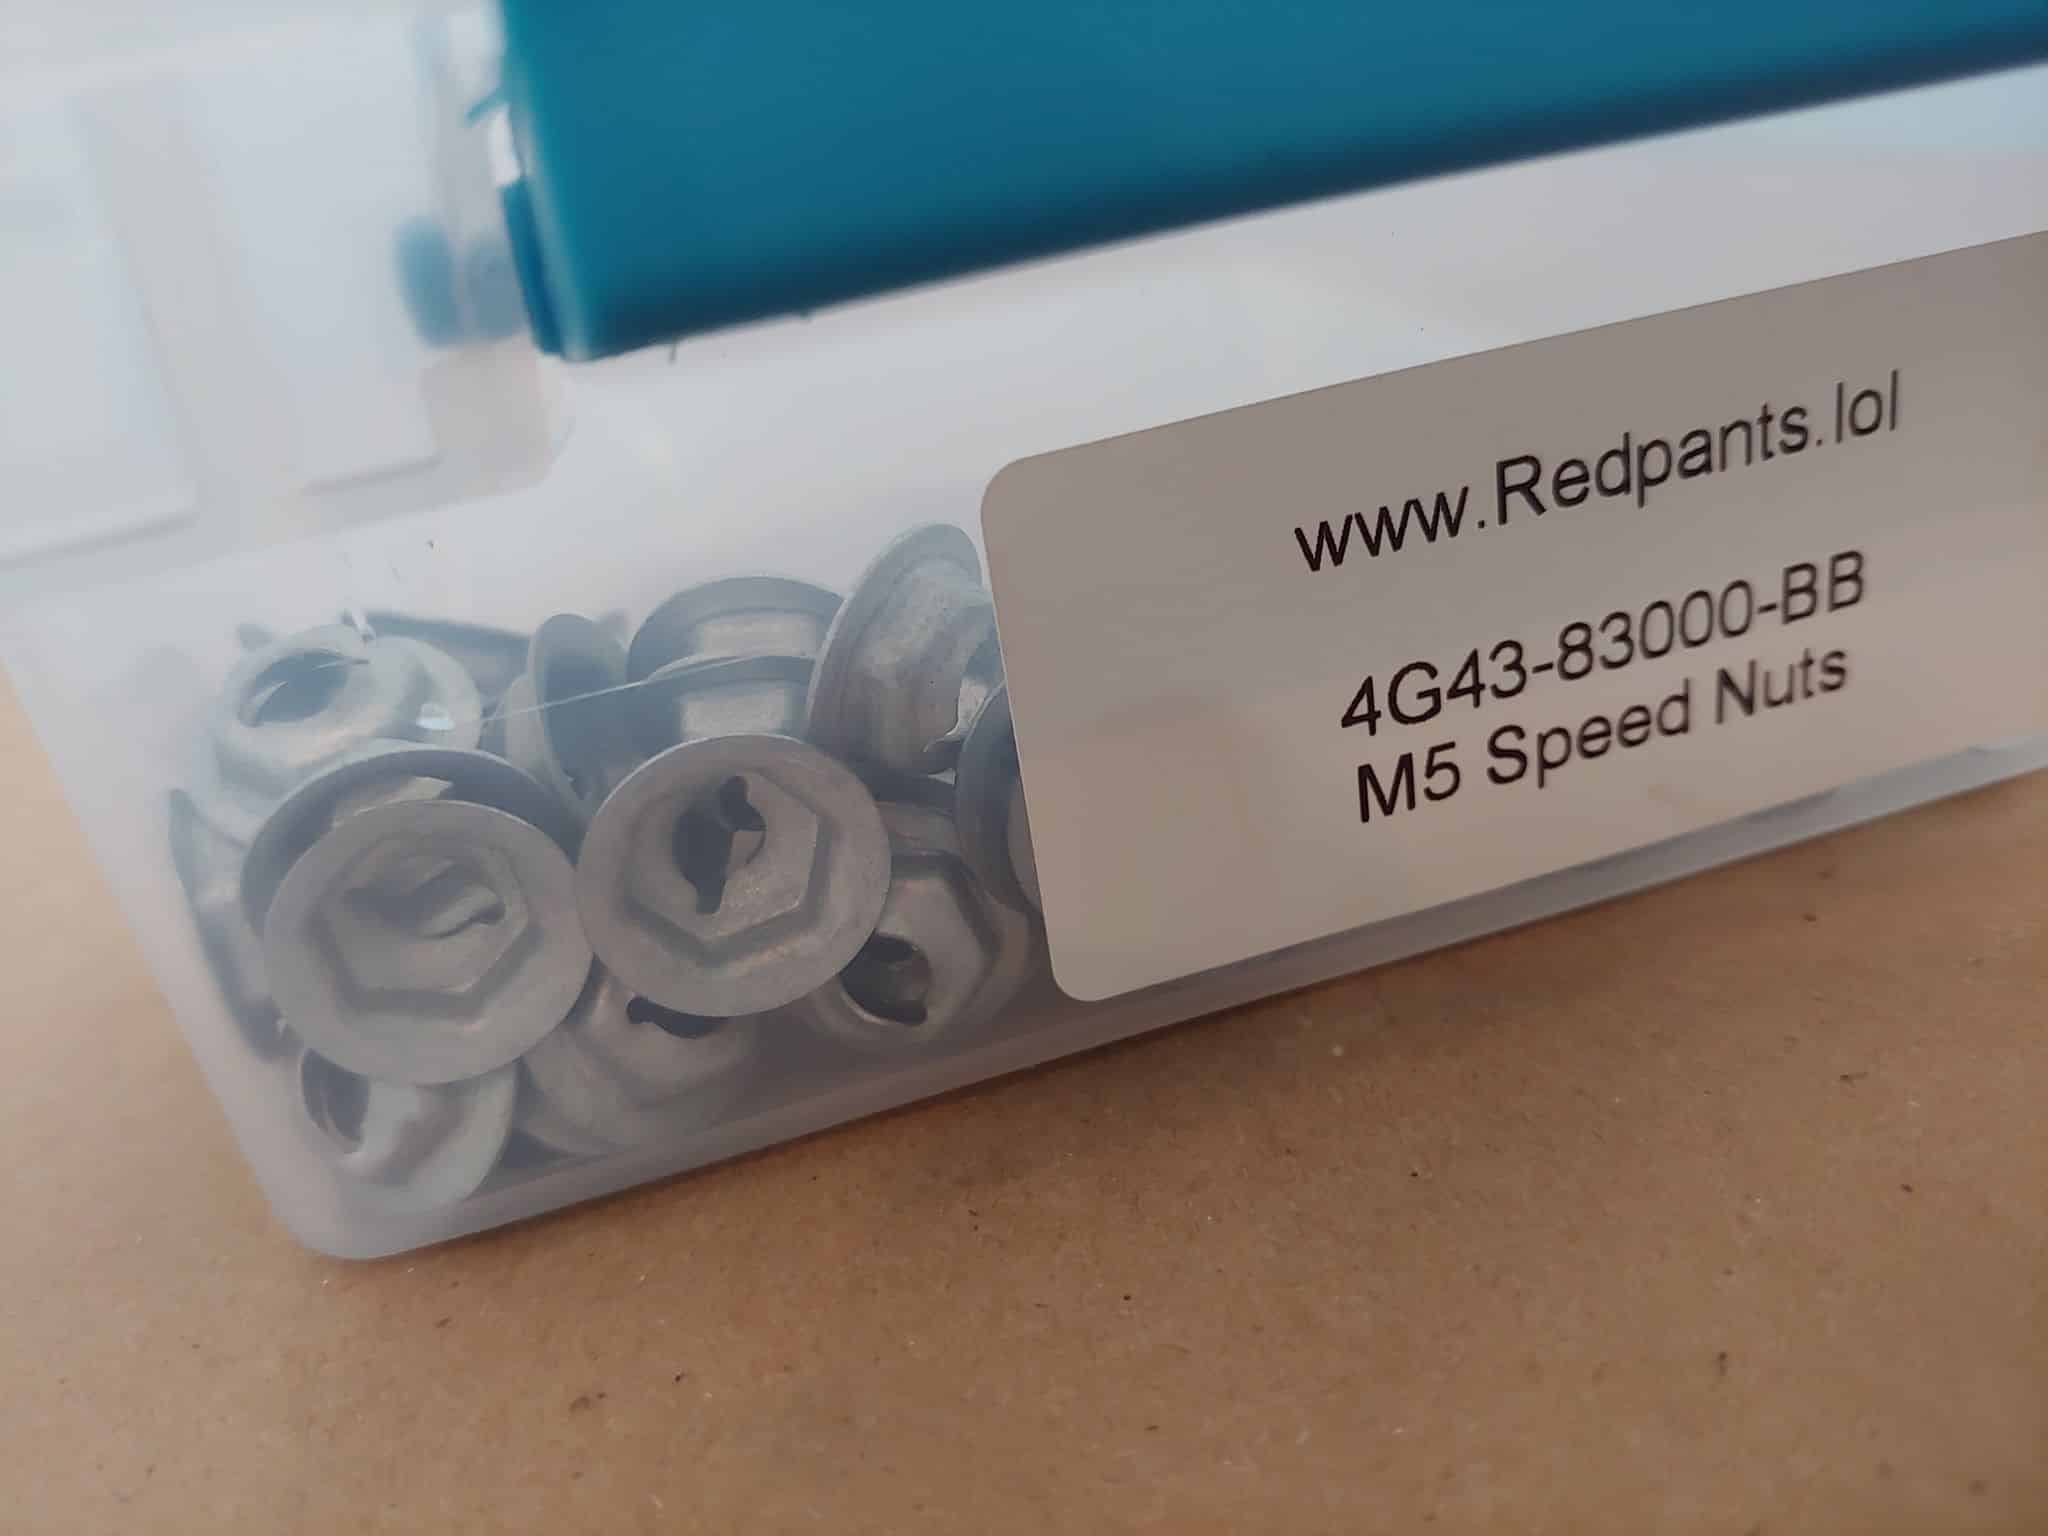 www.Redpants.lol
4G43-83000-BB
M5 Speed Nuts